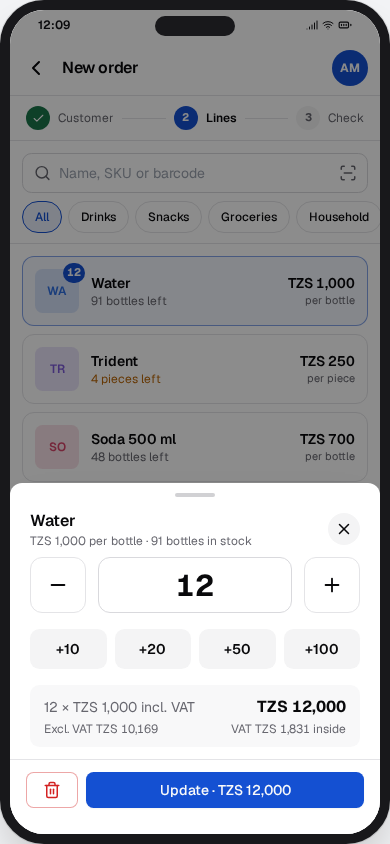 12:09
New order
AM
Customer
2
Lines
3
Check
Name, SKU or barcode
All
Drinks
Snacks
Groceries
Household
WA
12
Water
91 bottles left
TZS 1,000
per bottle
TR
Trident
4 pieces left
TZS 250
per piece
SO
Soda 500 ml
48 bottles left
TZS 700
per bottle
Water
TZS 1,000 per bottle · 91 bottles in stock
12
+10
+20
+50
+100
12 × TZS 1,000 incl. VAT
TZS 12,000
Excl. VAT TZS 10,169
VAT TZS 1,831 inside
Update · TZS 12,000